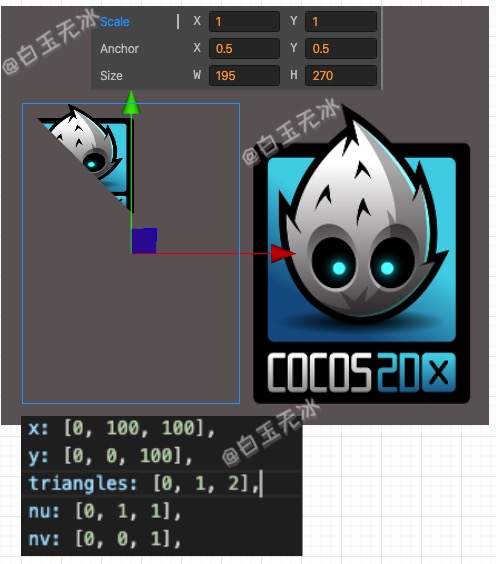 Scale X 1 Y 1
Anchor X 0.5 Y 0.5
Size W 195 H 270
@白玉无冰
@白玉无冰
COCOS2DX
@白玉无冰
x: [0, 100, 100],
y: [0, 0, 100],
triangles: [0, 1, 2],
nu: [0, 1, 1],
nv: [0, 0, 1],